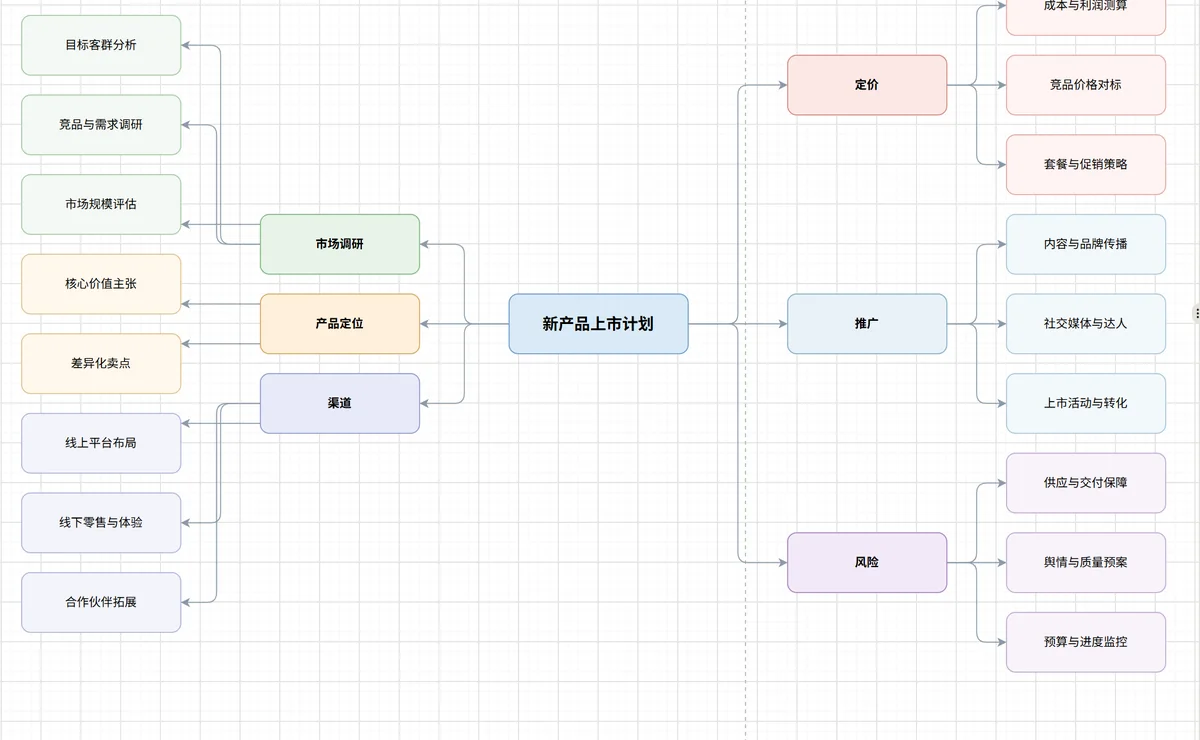 目标客群分析
竞品与需求调研
市场规模评估
核心价值主张
差异化卖点
线上平台布局
线下零售与体验
合作伙伴拓展
市场调研
产品定位
渠道
新产品上市计划
定价
推广
风险
成本与利润测算
竞品价格对标
套餐与促销策略
内容与品牌传播
社交媒体与达人
上市活动与转化
供应与交付保障
舆情与质量预案
预算与进度监控